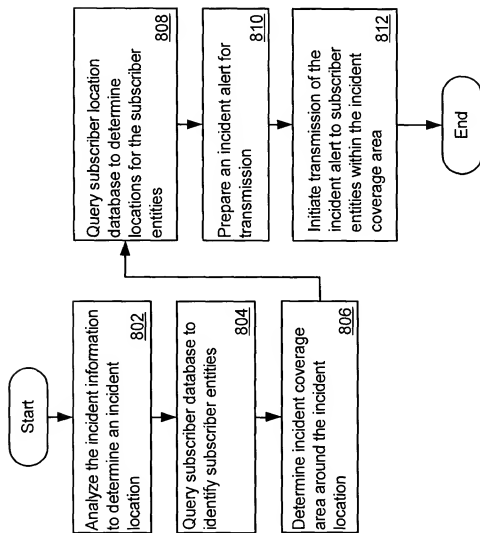 Start
Analyze the incident information
to determine an incident
location
802
Query subscriber database to
identify subscriber entities
804
Determine incident coverage
area around the incident
location
806
Query subscriber location
database to determine
locations for the subscriber
entities
808
Prepare an incident alert for
transmission
810
Initiate transmission of the
incident alert to subscriber
entities within the incident
coverage area
812
End